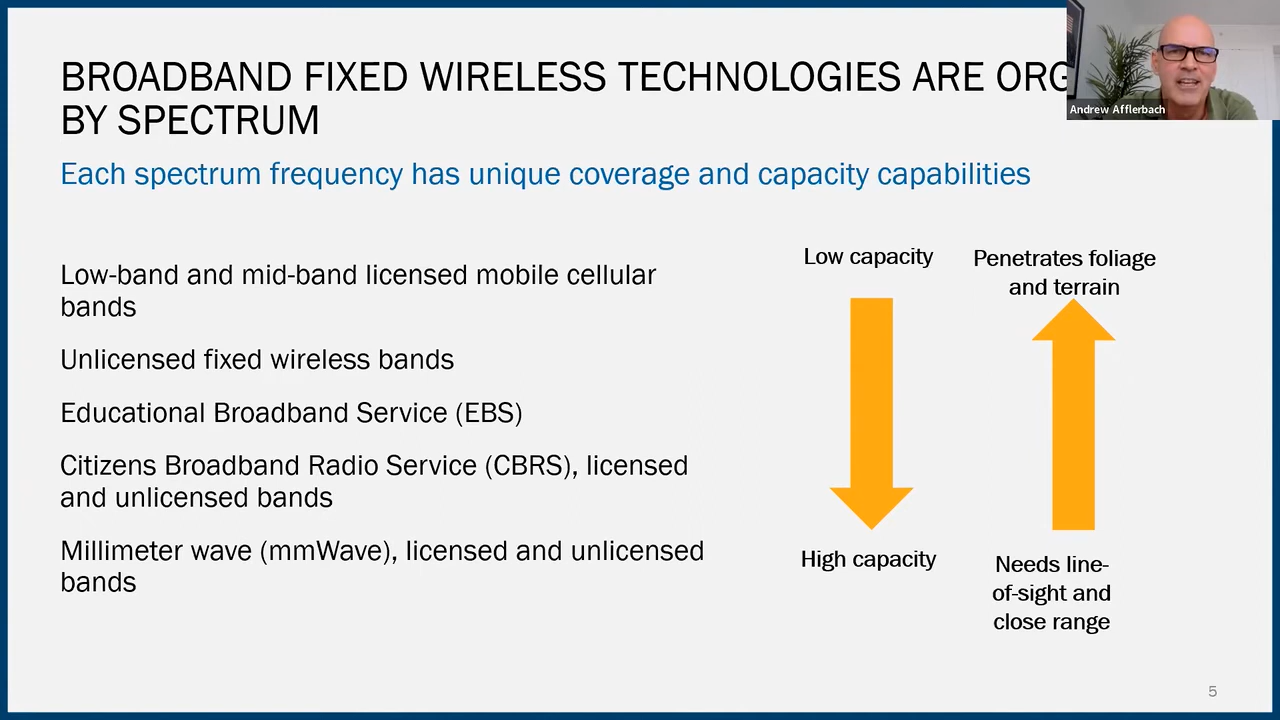 BROADBAND FIXED WIRELESS TECHNOLOGIES ARE
BY SPECTRUM
Andrew Afflerbach
Each spectrum frequency has unique coverage and capacity capabilities
Low-band and mid-band licensed mobile cellular
bands
Unlicensed fixed wireless bands
Educational Broadband Service (EBS)
Citizens Broadband Radio Service (CBRS), licensed
and unlicensed bands
Millimeter wave (mmWave), licensed and unlicensed
bands
Low capacity
High capacity
Penetrates foliage
and terrain
Needs line-
of-sight and
close range
5